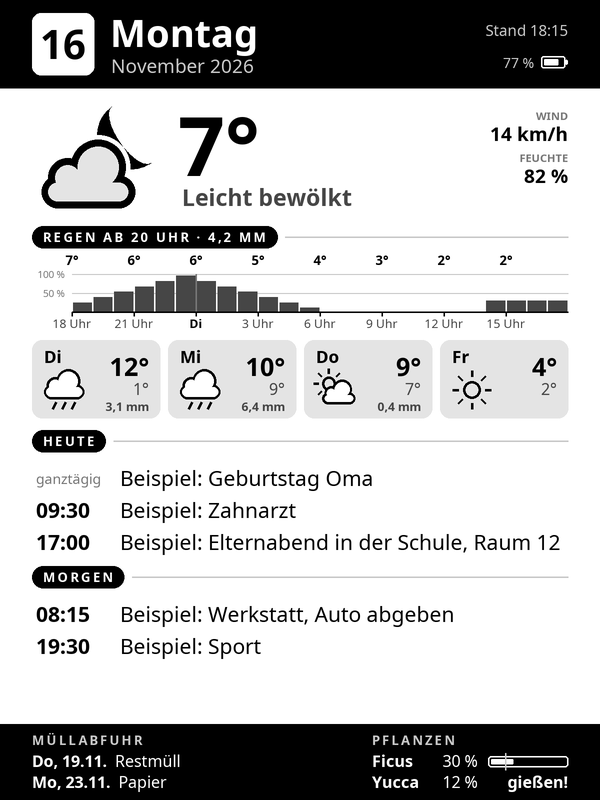 16 Montag
November 2026
Stand 18:15
77 %
7°
Leicht bewölkt
WIND
14 km/h
FEUCHTE
82 %
REGEN AB 20 UHR · 4,2 MM
7° 6° 6° 5° 4° 3° 2° 2°
100 %
50 %
18 Uhr 21 Uhr Di 3 Uhr 6 Uhr 9 Uhr 12 Uhr 15 Uhr
Di 12° 1° 3,1 mm
Mi 10° 9° 6,4 mm
Do 9° 7° 0,4 mm
Fr 4° 2°
HEUTE
ganztägig Beispiel: Geburtstag Oma
09:30 Beispiel: Zahnarzt
17:00 Beispiel: Elternabend in der Schule, Raum 12
MORGEN
08:15 Beispiel: Werkstatt, Auto abgeben
19:30 Beispiel: Sport
MÜLLABFUHR
Do, 19.11. Restmüll
Mo, 23.11. Papier
PFLANZEN
Ficus 30 %
Yucca 12 % gießen!